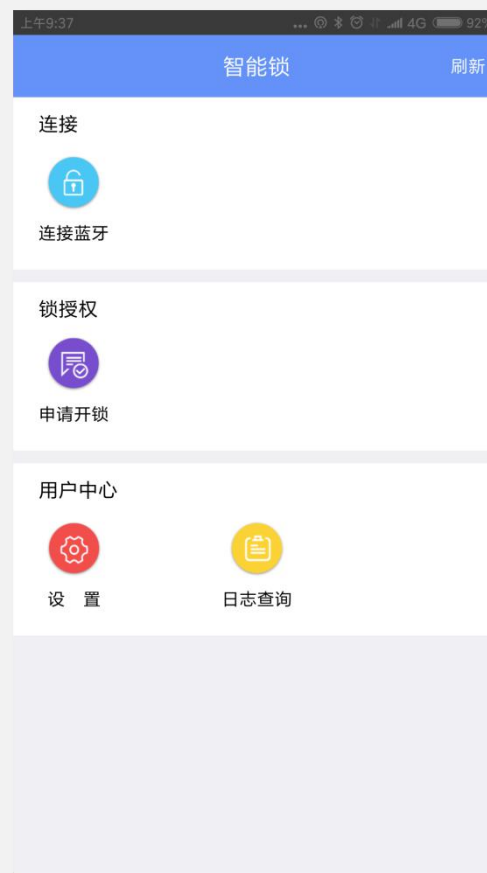 上午9:37 ... 4G 92%
智能锁 刷新
连接
连接蓝牙
锁授权
申请开锁
用户中心
设 置 日志查询